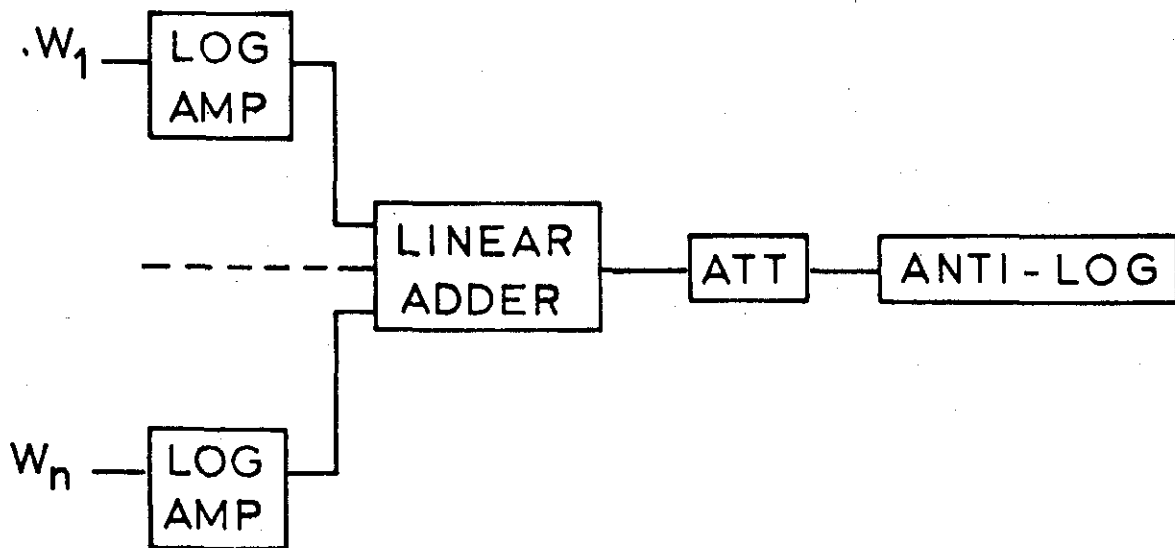 .W₁
LOG
AMP
LINEAR
ADDER
ATT
ANTI-LOG
Wₙ
LOG
AMP